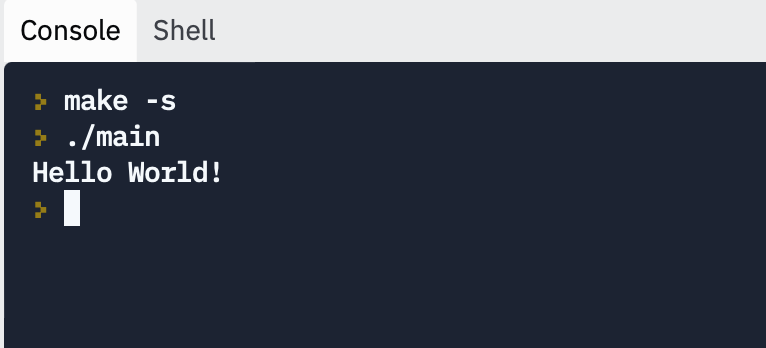 Console Shell
> make -s
> ./main
Hello World!
>